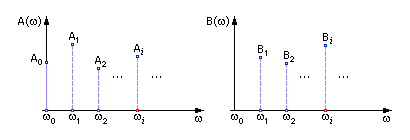 A(ω) A₁ Aᵢ B(ω) Bᵢ
A₀ A₂ B₁ B₂
... ... ... ...
ω₀ ω₁ ω₂ ωᵢ ω ω₀ ω₁ ω₂ ωᵢ ω